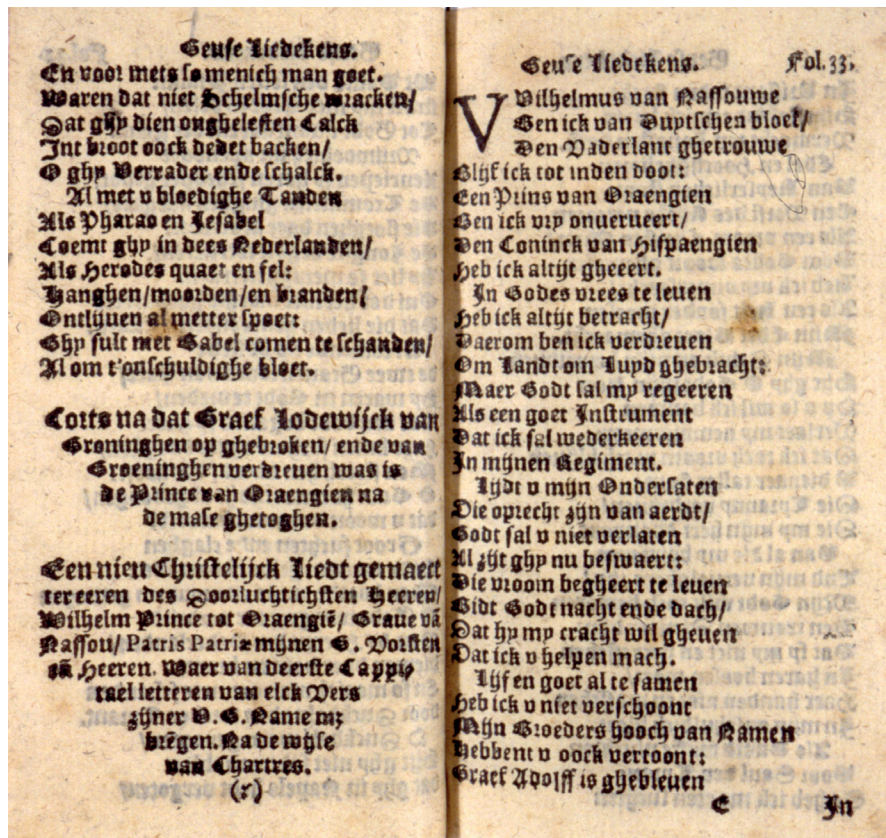 Geuse Liedekens.
En voor mets so menich man goet.
Waren dat niet Schelmsche wracken/
Dat ghy dien onghelesten Calck
Int broot oock dedet backen/
O ghy Verrader ende schalck.
Al met v bloedighe Tanden
Als Pharao en Jesabel
Coemt ghy in dees Nederlanden/
Als Herodes quaet en fel:
Hanghen/moorden/en branden/
Ontlijuen al metter spoet:
Ghy sult met Babel comen te schanden/
Al om t'onschuldighe bloet.
Corts na dat Graef Lodewijck van
Groninghen op ghebroken/ ende van
Groeninghen verdreuen was is
de Prince van Oraengien na
de mase ghetoghen.
Een nieu Christelijck Liedt gemaect
ter eeren des Doorluchtichsten Heeren/
Wilhelm Prince tot Oraengiē/ Graue vā
Nassou/ Patris Patriæ mijnen G. Vorsten
eñ Heeren. Waer van deerste Cappi-
tael letteren van elck Vers
zijner V.G. Name mz
brēgen. Na de wijse
van Chartres.
(r)
Geuse Liedekens. Fol. 33.
VVilhelmus van Nassouwe
Ben ick van Duytschen bloet/
Den Vaderlant ghetrouwe
Blijf ick tot inden doot:
Een Prins van Oraengien
Ben ick vry onuerueert/
Den Coninck van Hispaengien
Heb ick altijt gheeert.
In Godes vrees te leuen
Heb ick altijt betracht/
Daerom ben ick verdreuen
Om Landt om Luyd ghebracht:
Maer Godt sal my regeeren
Als een goet Instrument
Dat ick sal wederkeeren
In mijnen Regiment.
Lijdt v mijn Ondersaten
Die oprecht zijn van aerdt/
Godt sal v niet verlaten
Al zijt ghy nu beswaert:
Die vroom begheert te leuen
Bidt Godt nacht ende dach/
Dat hy my cracht wil gheuen
Dat ick v helpen mach.
Lijf en goet al te samen
Heb ick v niet verschoont
Mijn Broeders hooch van Namen
Hebbent v oock vertoont:
Graef Adolff is ghebleuen
E In